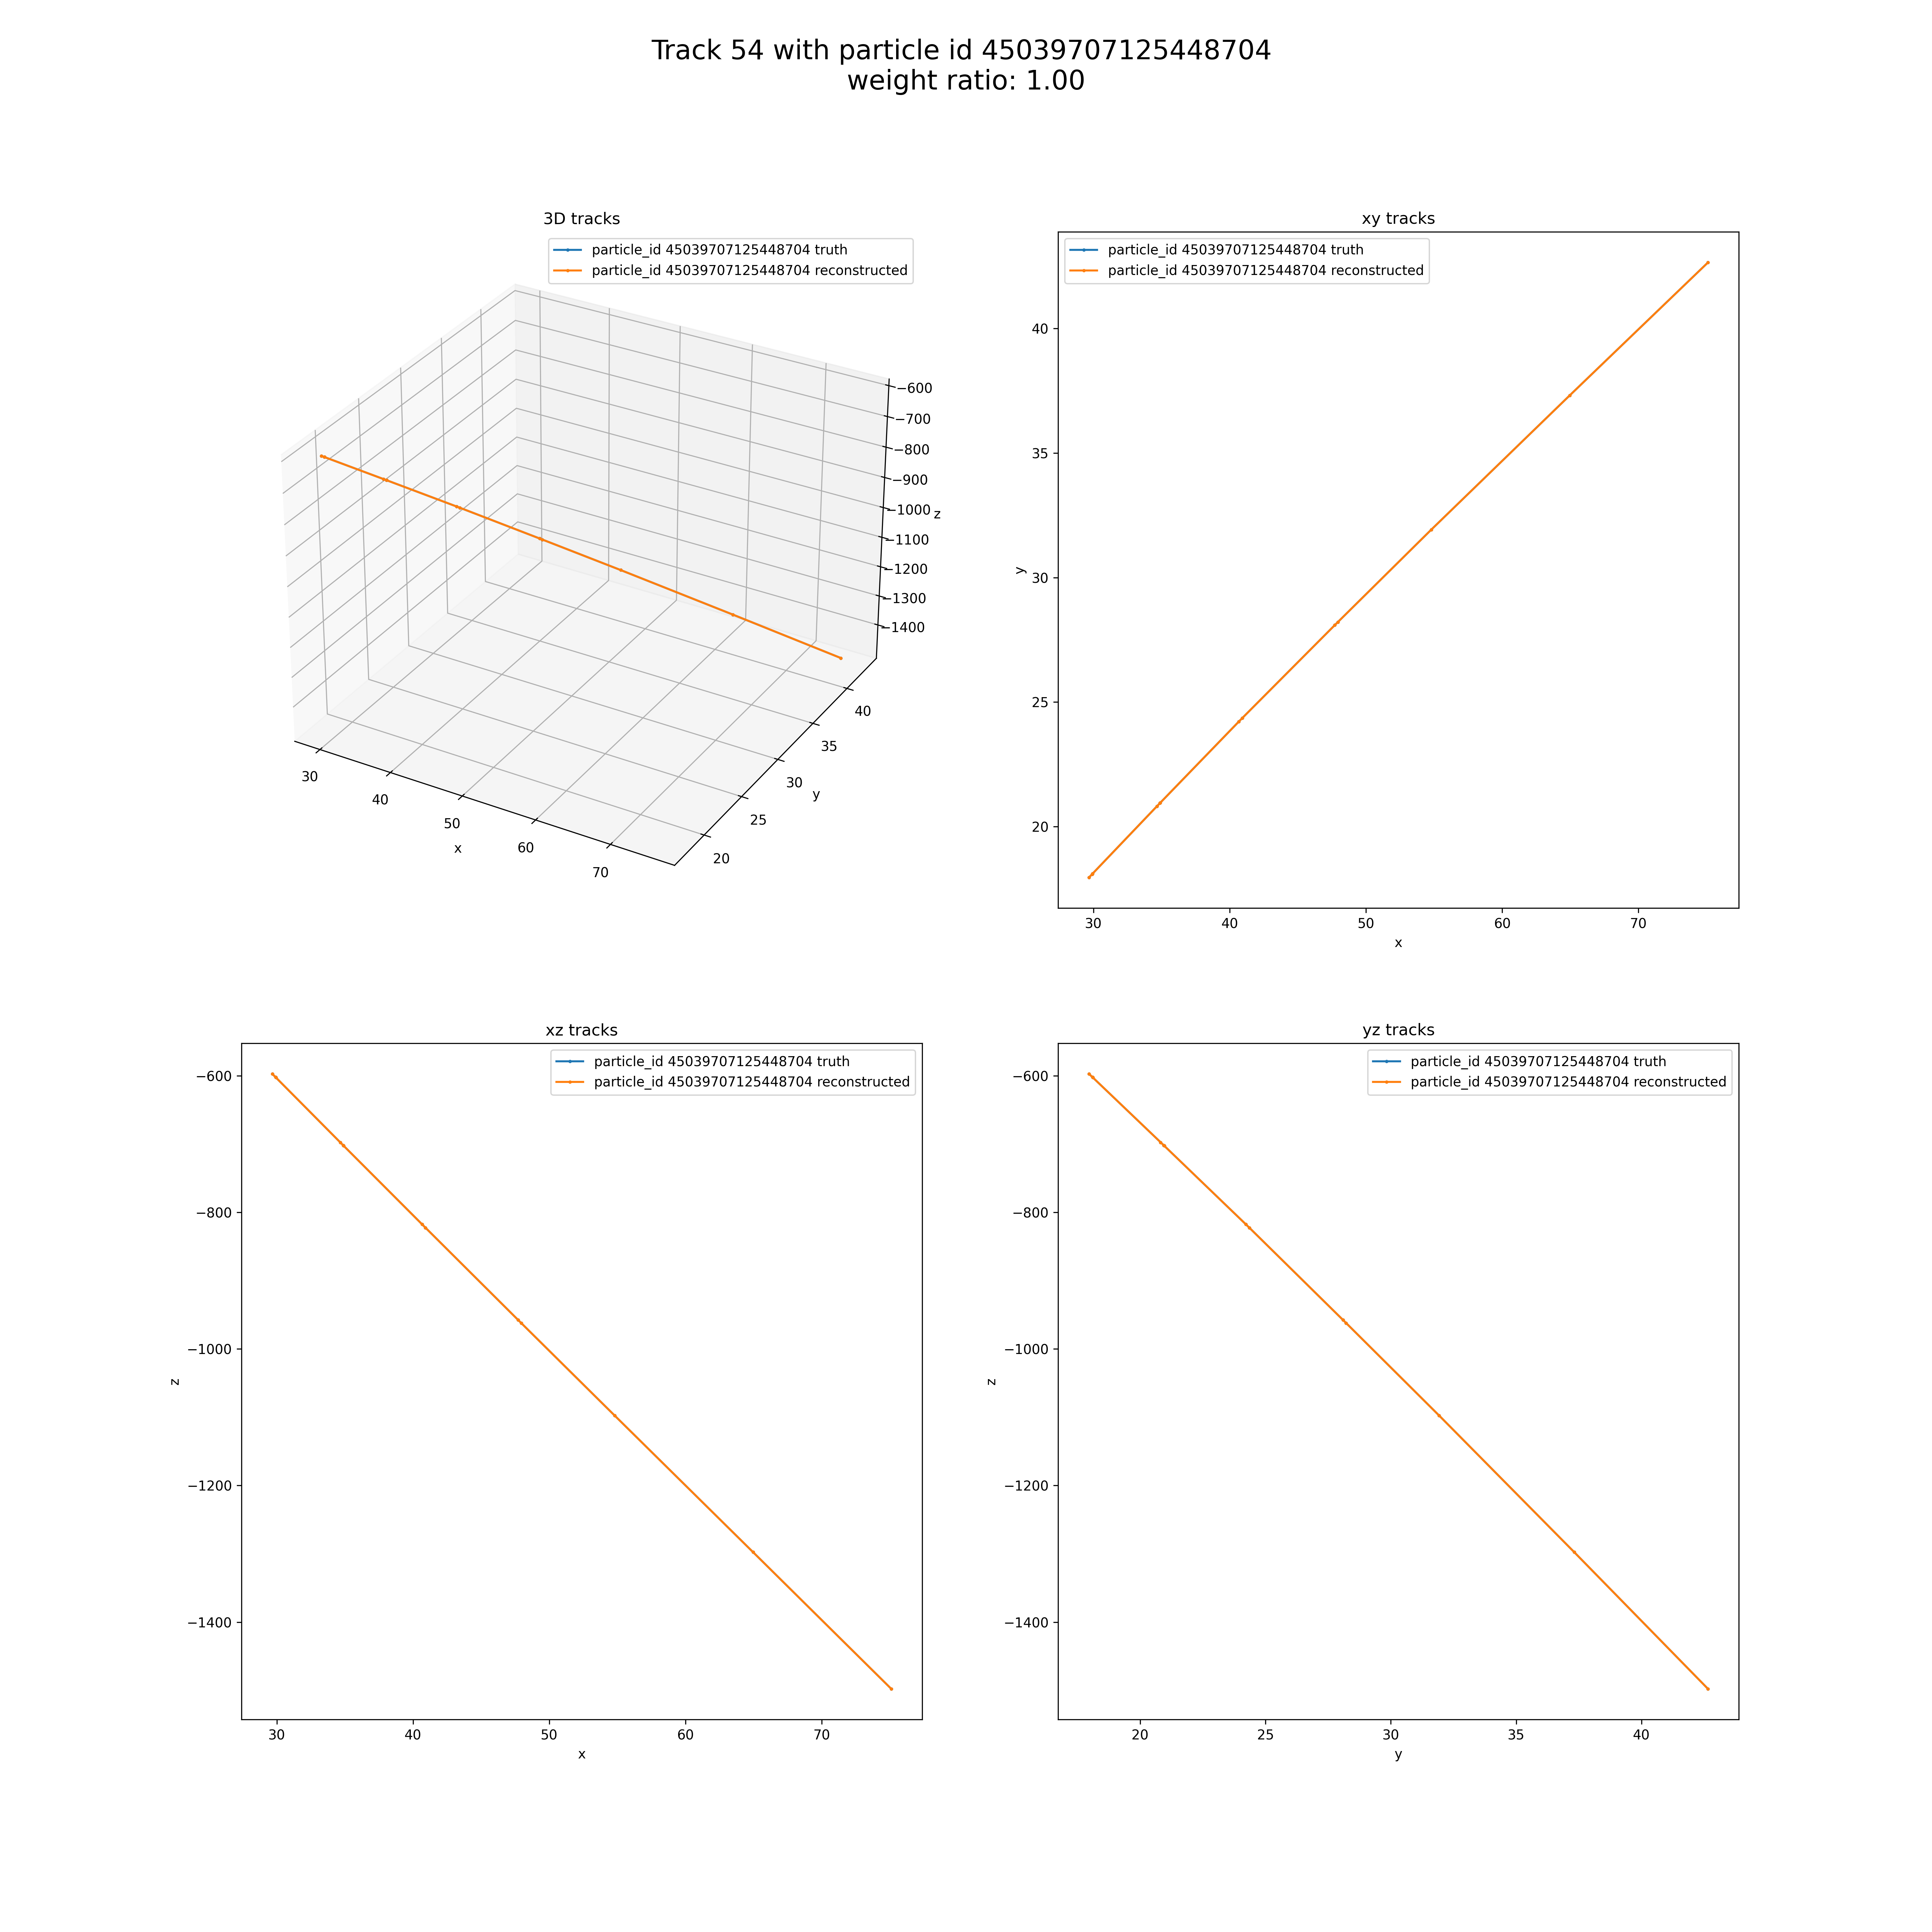 Track 54 with particle id 45039707125448704
weight ratio: 1.00
3D tracks
particle_id 45039707125448704 truth
particle_id 45039707125448704 reconstructed
−600
−700
−800
−900
−1000
−1100
−1200
−1300
−1400
z
30
40
50
60
70
x
20
25
30
35
40
y
xy tracks
particle_id 45039707125448704 truth
particle_id 45039707125448704 reconstructed
40
35
30
25
20
y
30
40
50
60
70
x
xz tracks
particle_id 45039707125448704 truth
particle_id 45039707125448704 reconstructed
−600
−800
−1000
−1200
−1400
z
30
40
50
60
70
x
yz tracks
particle_id 45039707125448704 truth
particle_id 45039707125448704 reconstructed
−600
−800
−1000
−1200
−1400
z
20
25
30
35
40
y